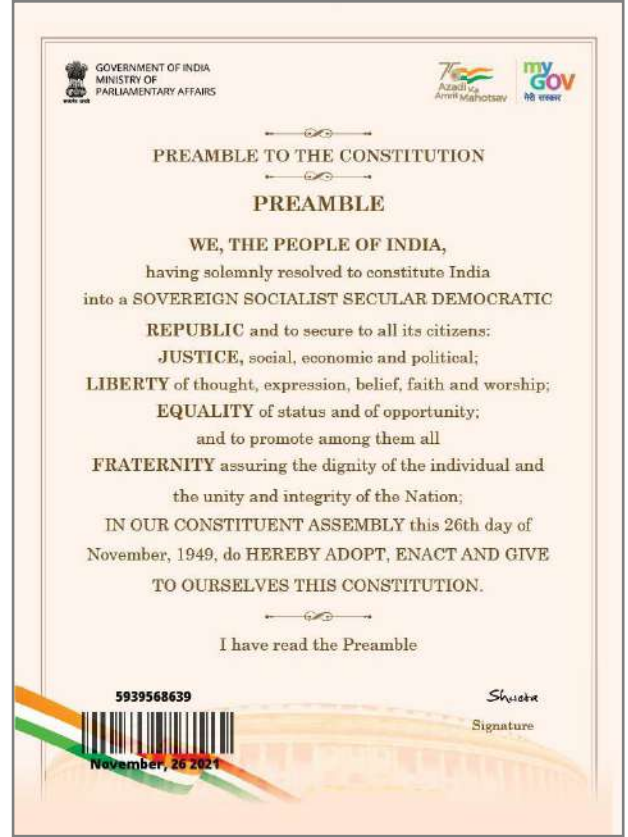 GOVERNMENT OF INDIA
MINISTRY OF
PARLIAMENTARY AFFAIRS
सत्यमेव जयते
75
Azadi Ka
Amrit Mahotsav
my
GOV
मेरी सरकार
PREAMBLE TO THE CONSTITUTION
PREAMBLE
WE, THE PEOPLE OF INDIA,
having solemnly resolved to constitute India
into a SOVEREIGN SOCIALIST SECULAR DEMOCRATIC
REPUBLIC and to secure to all its citizens:
JUSTICE, social, economic and political;
LIBERTY of thought, expression, belief, faith and worship;
EQUALITY of status and of opportunity;
and to promote among them all
FRATERNITY assuring the dignity of the individual and
the unity and integrity of the Nation;
IN OUR CONSTITUENT ASSEMBLY this 26th day of
November, 1949, do HEREBY ADOPT, ENACT AND GIVE
TO OURSELVES THIS CONSTITUTION.
I have read the Preamble
5939568639
November, 26 2021
Signature